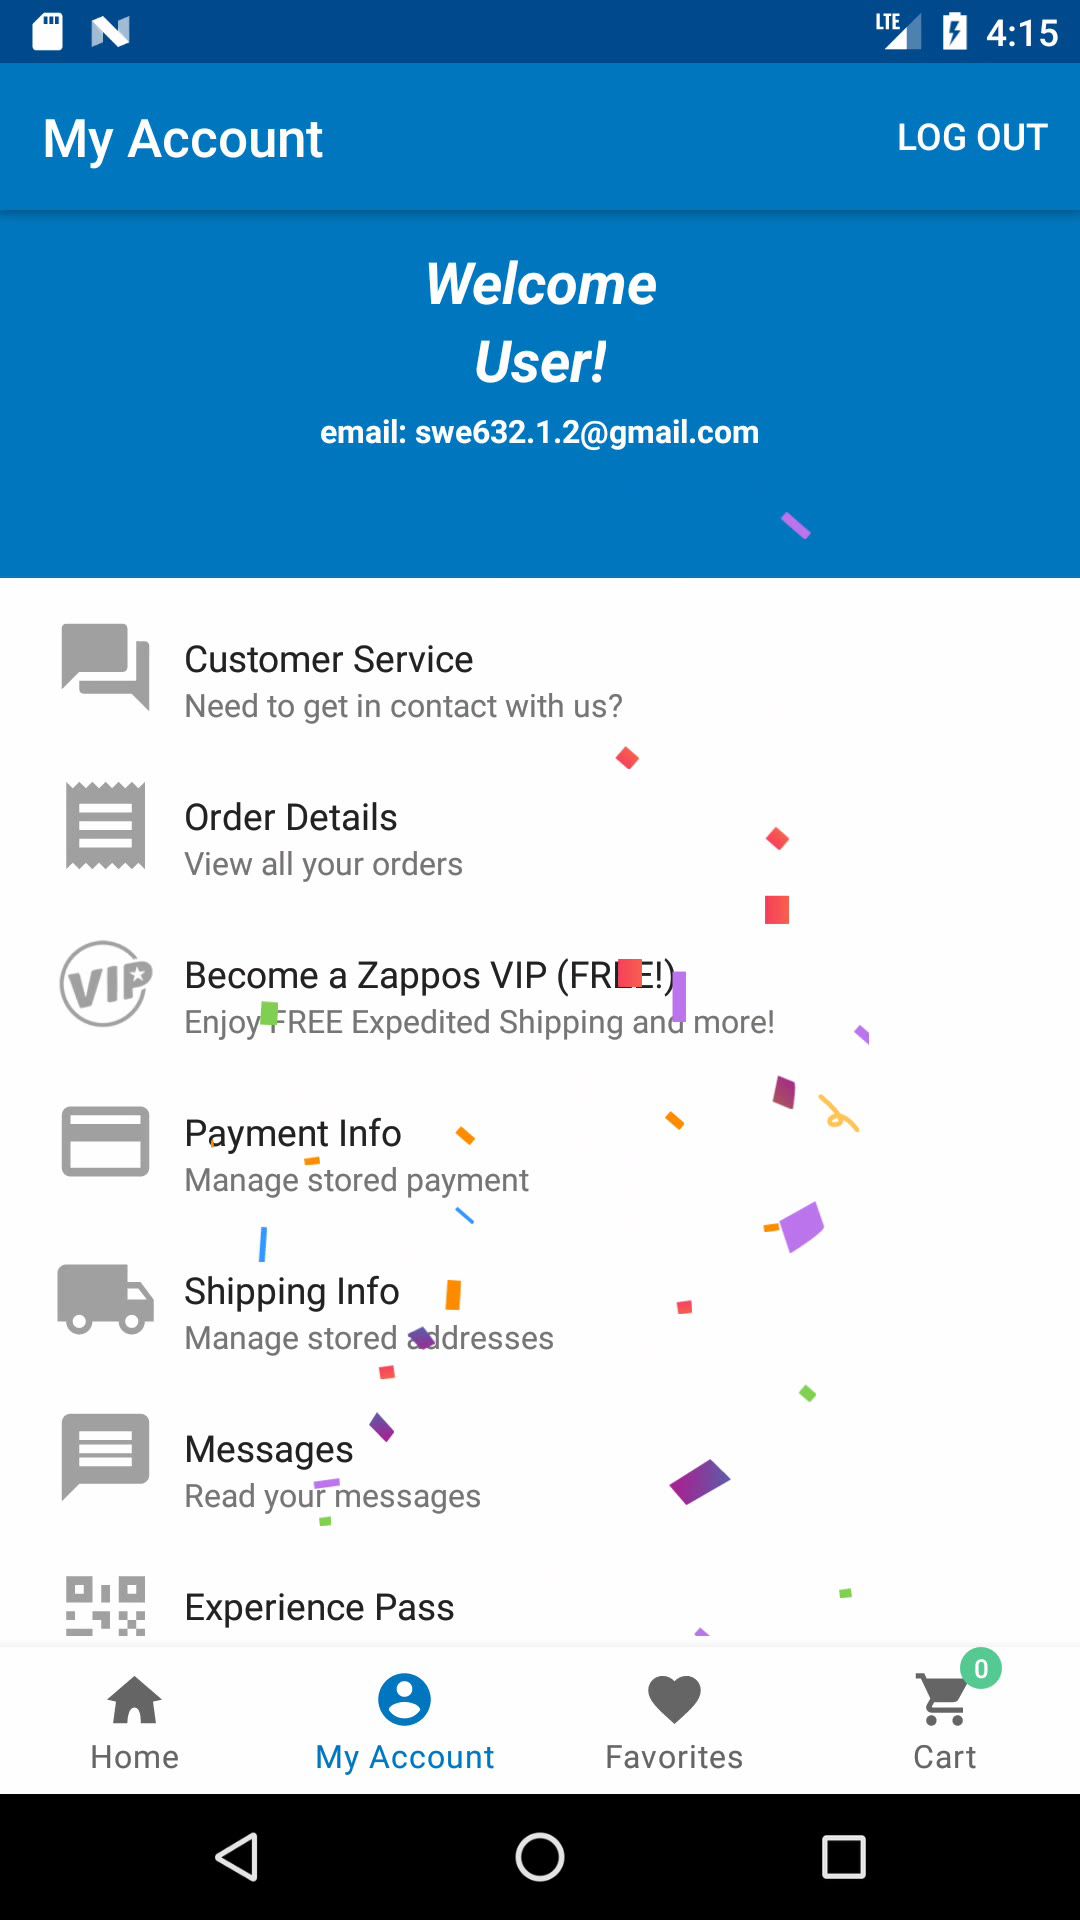 LTE 4:15
My Account LOG OUT
Welcome
User!
email: swe632.1.2@gmail.com
Customer Service
Need to get in contact with us?
Order Details
View all your orders
VIP
Become a Zappos VIP (FREE!)
Enjoy FREE Expedited Shipping and more!
Payment Info
Manage stored payment
Shipping Info
Manage stored addresses
Messages
Read your messages
Experience Pass
0
Home My Account Favorites Cart